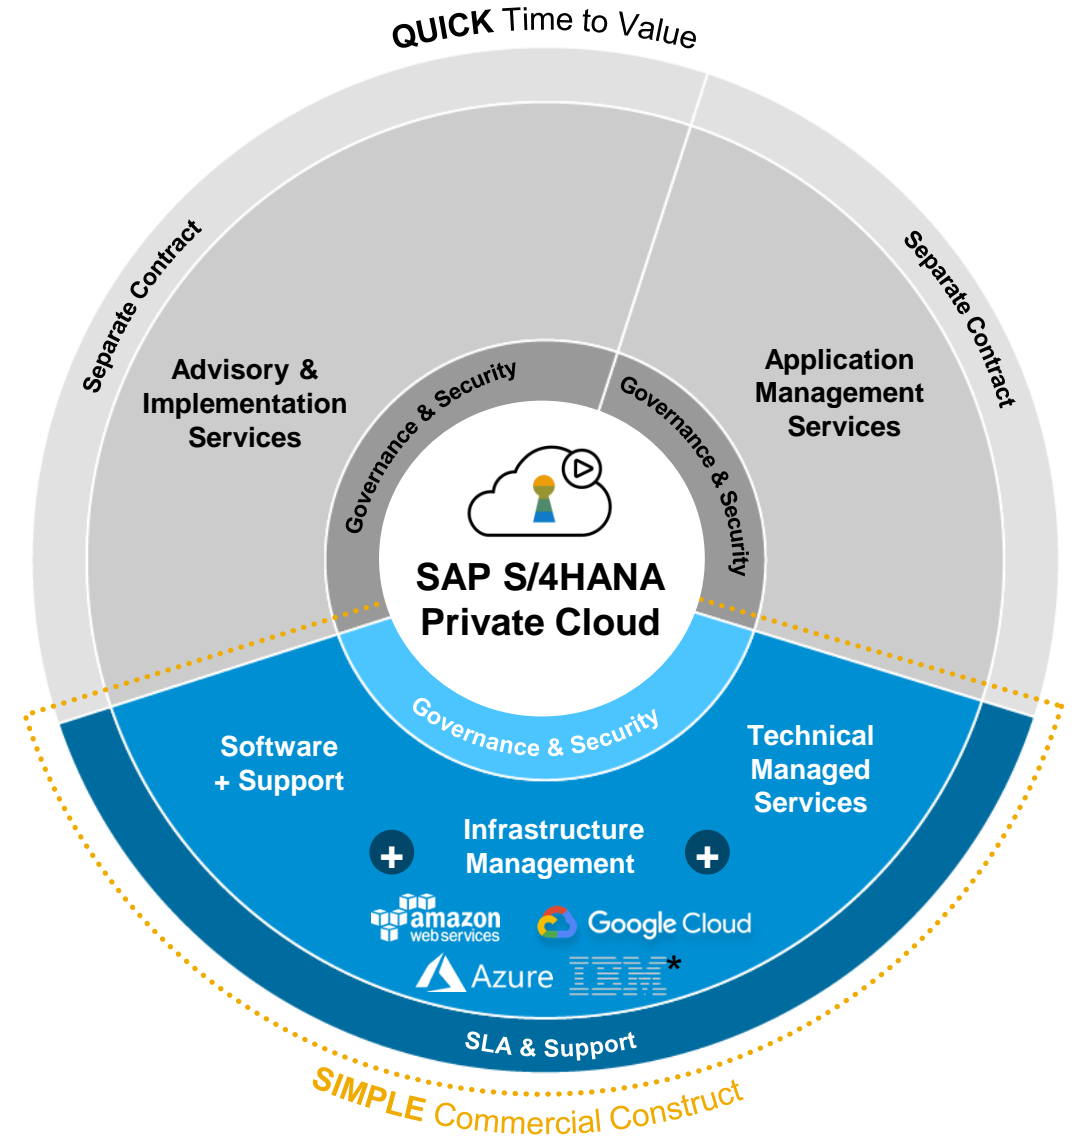 QUICK Time to Value
Separate Contract
Separate Contract
Advisory &
Implementation
Services
Application
Management
Services
Governance & Security
Governance & Security
SAP S/4HANA
Private Cloud
Governance & Security
Software
+ Support
Technical
Managed
Services
+
Infrastructure
Management
+
amazon
web services
Google Cloud
Azure
IBM*
SLA & Support
SIMPLE Commercial Construct